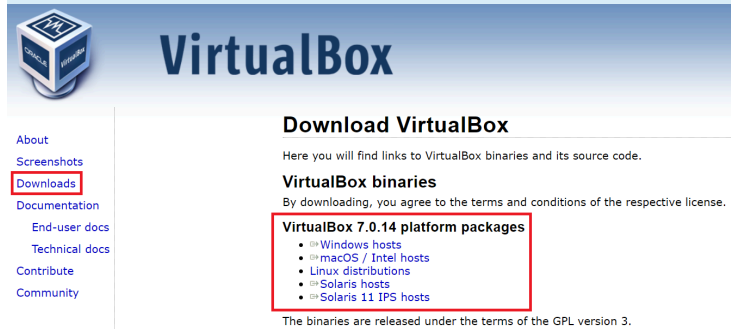 VirtualBox
ORACLE
VM
VirtualBox
About
Screenshots
Downloads
Documentation
End-user docs
Technical docs
Contribute
Community
Download VirtualBox
Here you will find links to VirtualBox binaries and its source code.
VirtualBox binaries
By downloading, you agree to the terms and conditions of the respective license.
VirtualBox 7.0.14 platform packages
Windows hosts
macOS / Intel hosts
Linux distributions
Solaris hosts
Solaris 11 IPS hosts
The binaries are released under the terms of the GPL version 3.